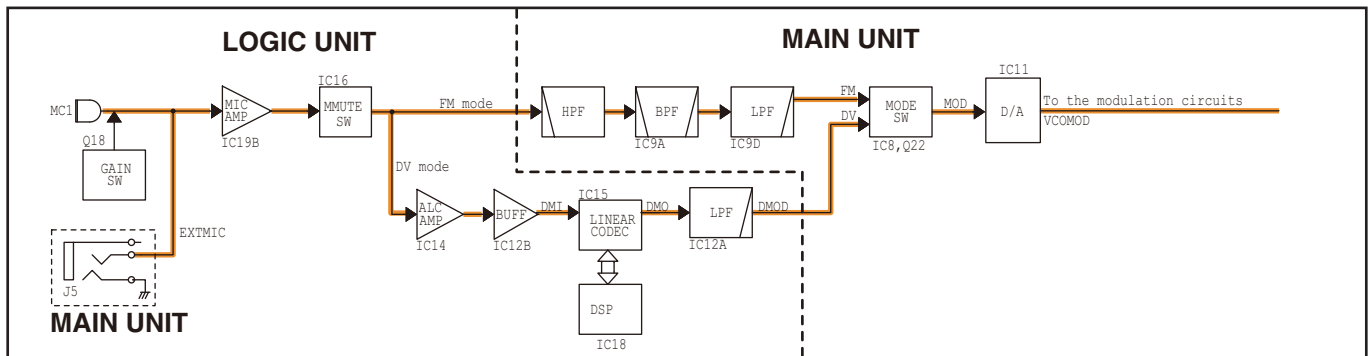 LOGIC UNIT
MAIN UNIT
MC1
Q18
GAIN
SW
MIC
AMP
IC19B
IC16
MMUTE
SW
FM mode
DV mode
HPF
BPF
IC9A
LPF
IC9D
FM
DV
MODE
SW
IC8,Q22
MOD
IC11
D/A
To the modulation circuits
VCOMOD
ALC
AMP
IC14
BUFF
IC12B
DMI
IC15
LINEAR
CODEC
DMO
LPF
IC12A
DMOD
DSP
IC18
EXTMIC
J5
MAIN UNIT